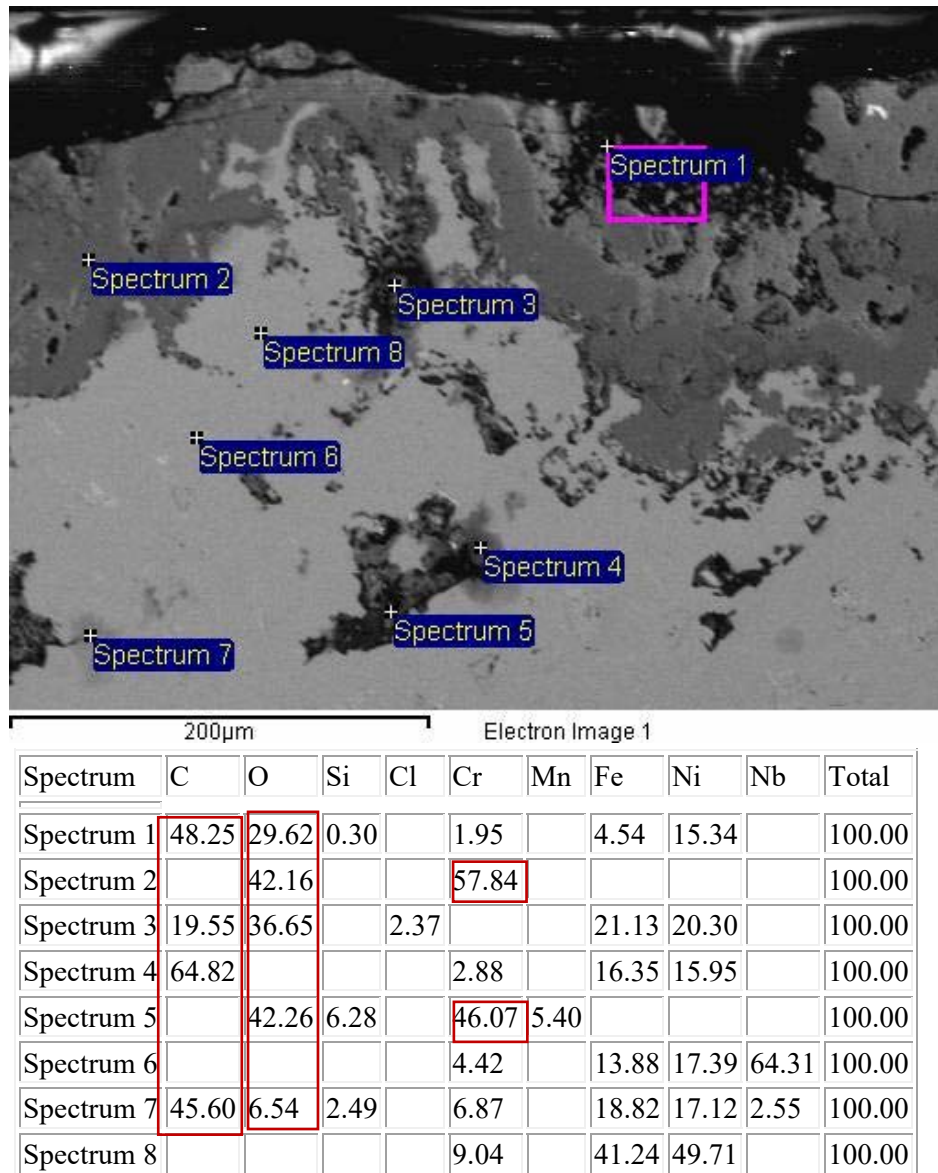 Spectrum 1
Spectrum 2
Spectrum 3
Spectrum 8
Spectrum 6
Spectrum 4
Spectrum 5
Spectrum 7
200µm Electron Image 1
Spectrum C O Si Cl Cr Mn Fe Ni Nb Total
Spectrum 1 48.25 29.62 0.30 1.95 4.54 15.34 100.00
Spectrum 2 42.16 57.84 100.00
Spectrum 3 19.55 36.65 2.37 21.13 20.30 100.00
Spectrum 4 64.82 2.88 16.35 15.95 100.00
Spectrum 5 42.26 6.28 46.07 5.40 100.00
Spectrum 6 4.42 13.88 17.39 64.31 100.00
Spectrum 7 45.60 6.54 2.49 6.87 18.82 17.12 2.55 100.00
Spectrum 8 9.04 41.24 49.71 100.00